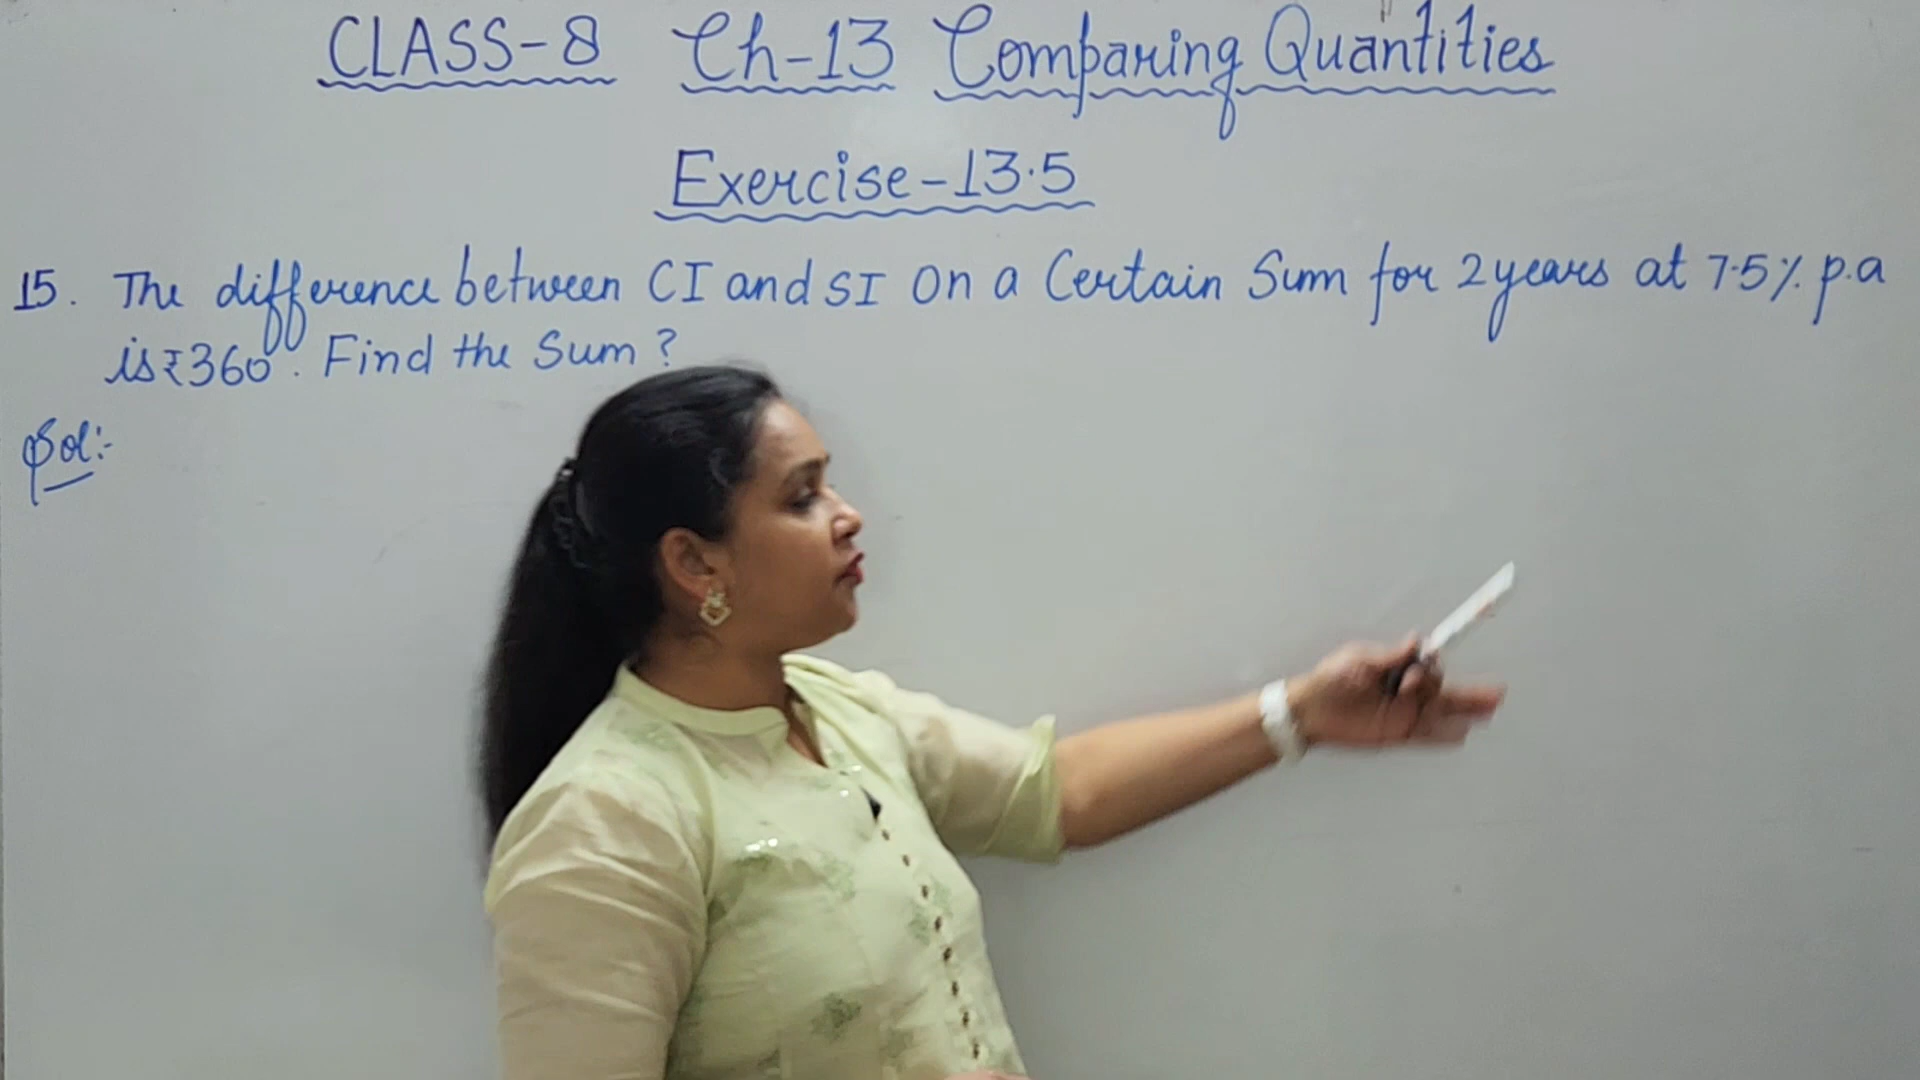 CLASS-8 Ch-13 Comparing Quantities
Exercise-13.5
15. The difference between CI and SI on a Certain Sum for 2 years at 7.5% p.a
is ₹360. Find the Sum?
Sol:-